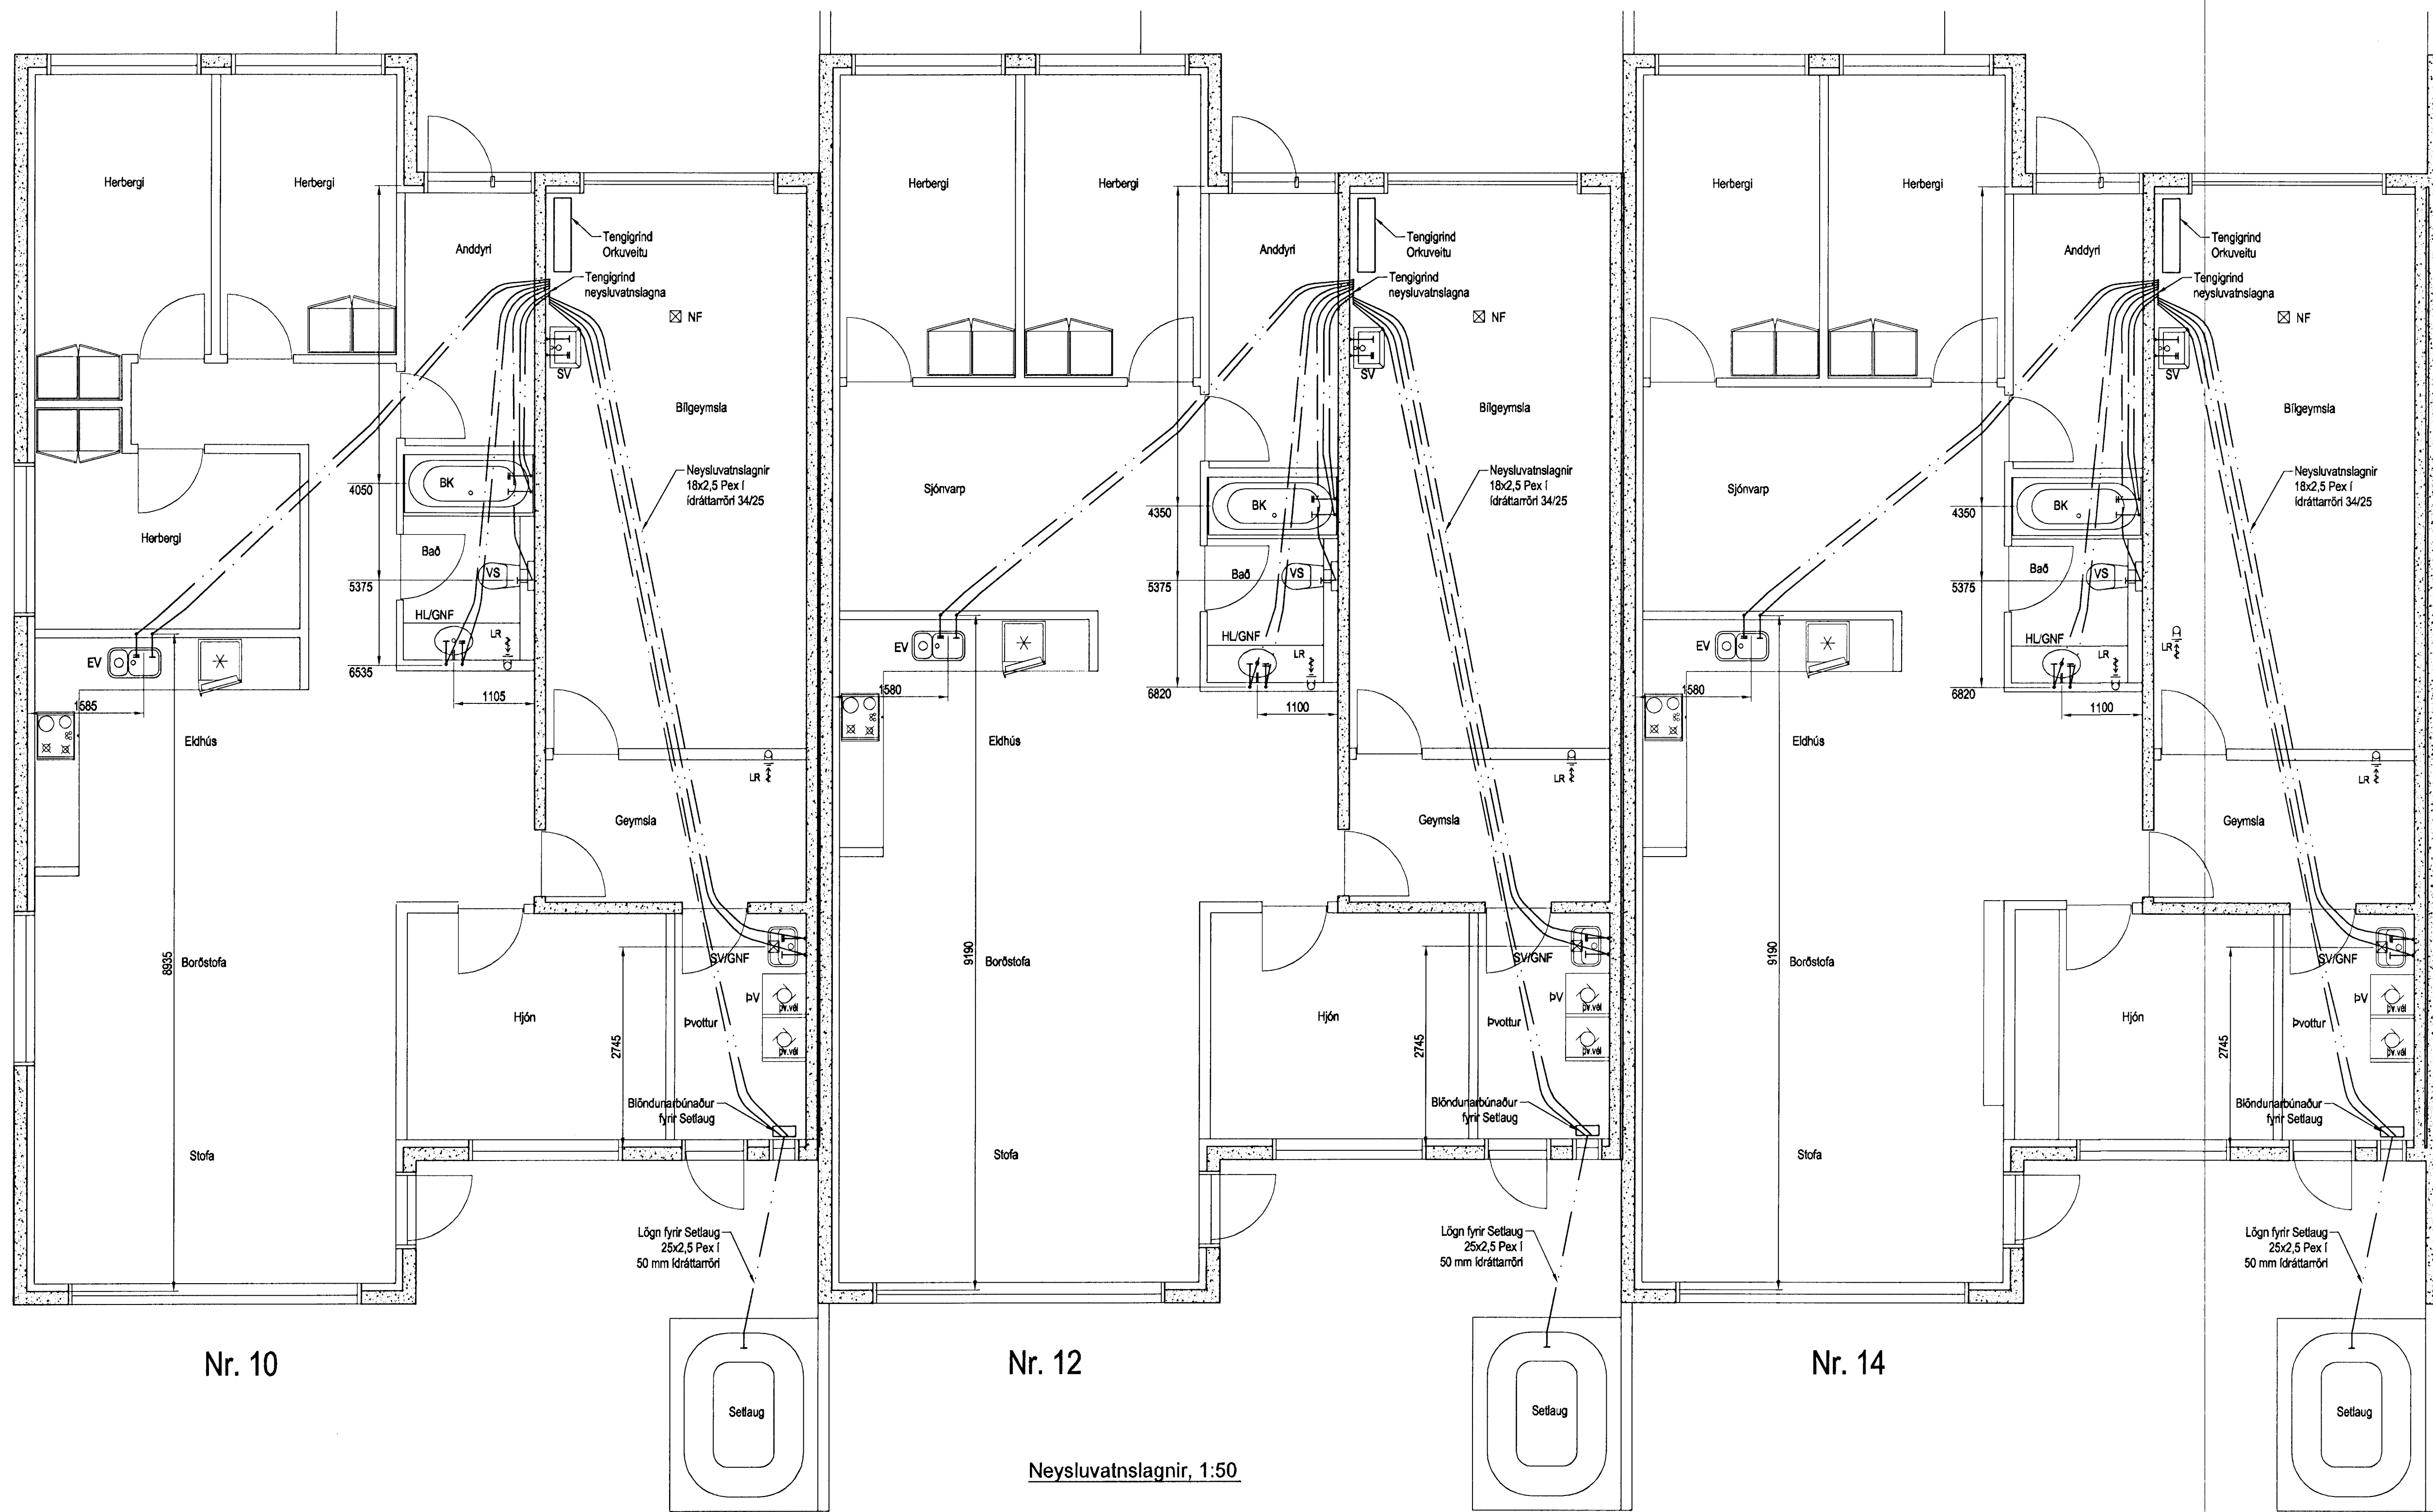 Herbergi
Herbergi
Anddyri
Tengigrind
Orkuveitu
Tengigrind
neysluvatnslagna
NF
SV
Bílgeymsla
Neysluvatnslagnir
18x2,5 Pex í
ídráttarröri 34/25
4050
BK
Herbergi
Bað
VS
5375
HL/GNF
LR
EV
6535
1105
1585
Eldhús
LR
Geymsla
8935
Borðstofa
SV/GNF
ÞV
þv.vél
Hjón
Þvottur
2745
þv.vél
Blöndunarbúnaður
fyrir Setlaug
Stofa
Lögn fyrir Setlaug
25x2,5 Pex í
50 mm ídráttarröri
Nr. 10
Setlaug
Herbergi
Herbergi
Anddyri
Tengigrind
Orkuveitu
Tengigrind
neysluvatnslagna
NF
SV
Bílgeymsla
Neysluvatnslagnir
18x2,5 Pex í
ídráttarröri 34/25
Sjónvarp
4350
BK
Bað
VS
5375
HL/GNF
LR
EV
6820
1100
1580
Eldhús
LR
Geymsla
9190
Borðstofa
SV/GNF
ÞV
þv.vél
Hjón
Þvottur
2745
þv.vél
Blöndunarbúnaður
fyrir Setlaug
Stofa
Lögn fyrir Setlaug
25x2,5 Pex í
50 mm ídráttarröri
Nr. 12
Setlaug
Herbergi
Herbergi
Anddyri
Tengigrind
Orkuveitu
Tengigrind
neysluvatnslagna
NF
SV
Bílgeymsla
Neysluvatnslagnir
18x2,5 Pex í
ídráttarröri 34/25
Sjónvarp
4350
BK
Bað
VS
5375
HL/GNF
LR
LR
EV
6820
1100
1580
Eldhús
LR
Geymsla
9190
Borðstofa
SV/GNF
ÞV
þv.vél
Hjón
Þvottur
2745
þv.vél
Blöndunarbúnaður
fyrir Setlaug
Stofa
Lögn fyrir Setlaug
25x2,5 Pex í
50 mm ídráttarröri
Nr. 14
Setlaug
Neysluvatnslagnir, 1:50